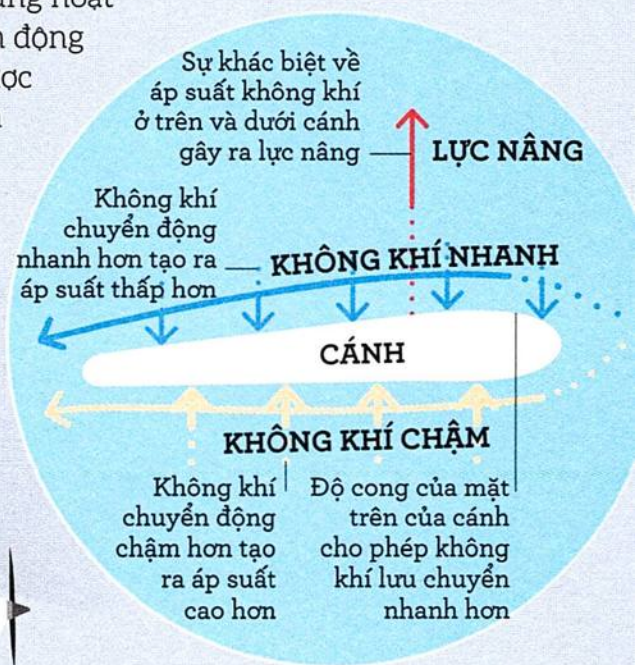 hoạt
động
Sự khác biệt về
áp suất không khí
ở trên và dưới cánh
gây ra lực nâng
LỰC NÂNG
Không khí
chuyển động
nhanh hơn tạo ra
áp suất thấp hơn
KHÔNG KHÍ NHANH
CÁNH
KHÔNG KHÍ CHẬM
Không khí
chuyển động
chậm hơn tạo
ra áp suất
cao hơn
Độ cong của mặt
trên của cánh
cho phép không
khí lưu chuyển
nhanh hơn